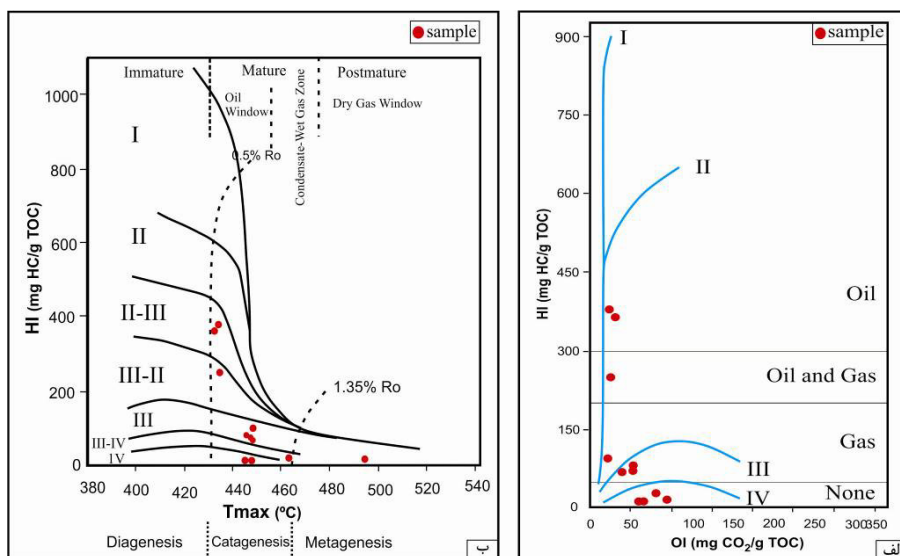 sample
Immature
Mature
Postmature
Oil
Window
Condensate-Wet Gas Zone
Dry Gas Window
0.5% Ro
1.35% Ro
I
II
II-III
III-II
III
III-IV
IV
HI (mg HC/g TOC)
1000
800
600
400
200
0
380 400 420 440 460 480 500 520 540
Tmax (ºC)
Diagenesis
Catagenesis
Metagenesis
ب
sample
I
II
III
IV
Oil
Oil and Gas
Gas
None
HI (mg HC/g TOC)
900
750
600
450
300
150
0
0 50 100 150 200 250 300 350
OI (mg CO₂/g TOC)
الف